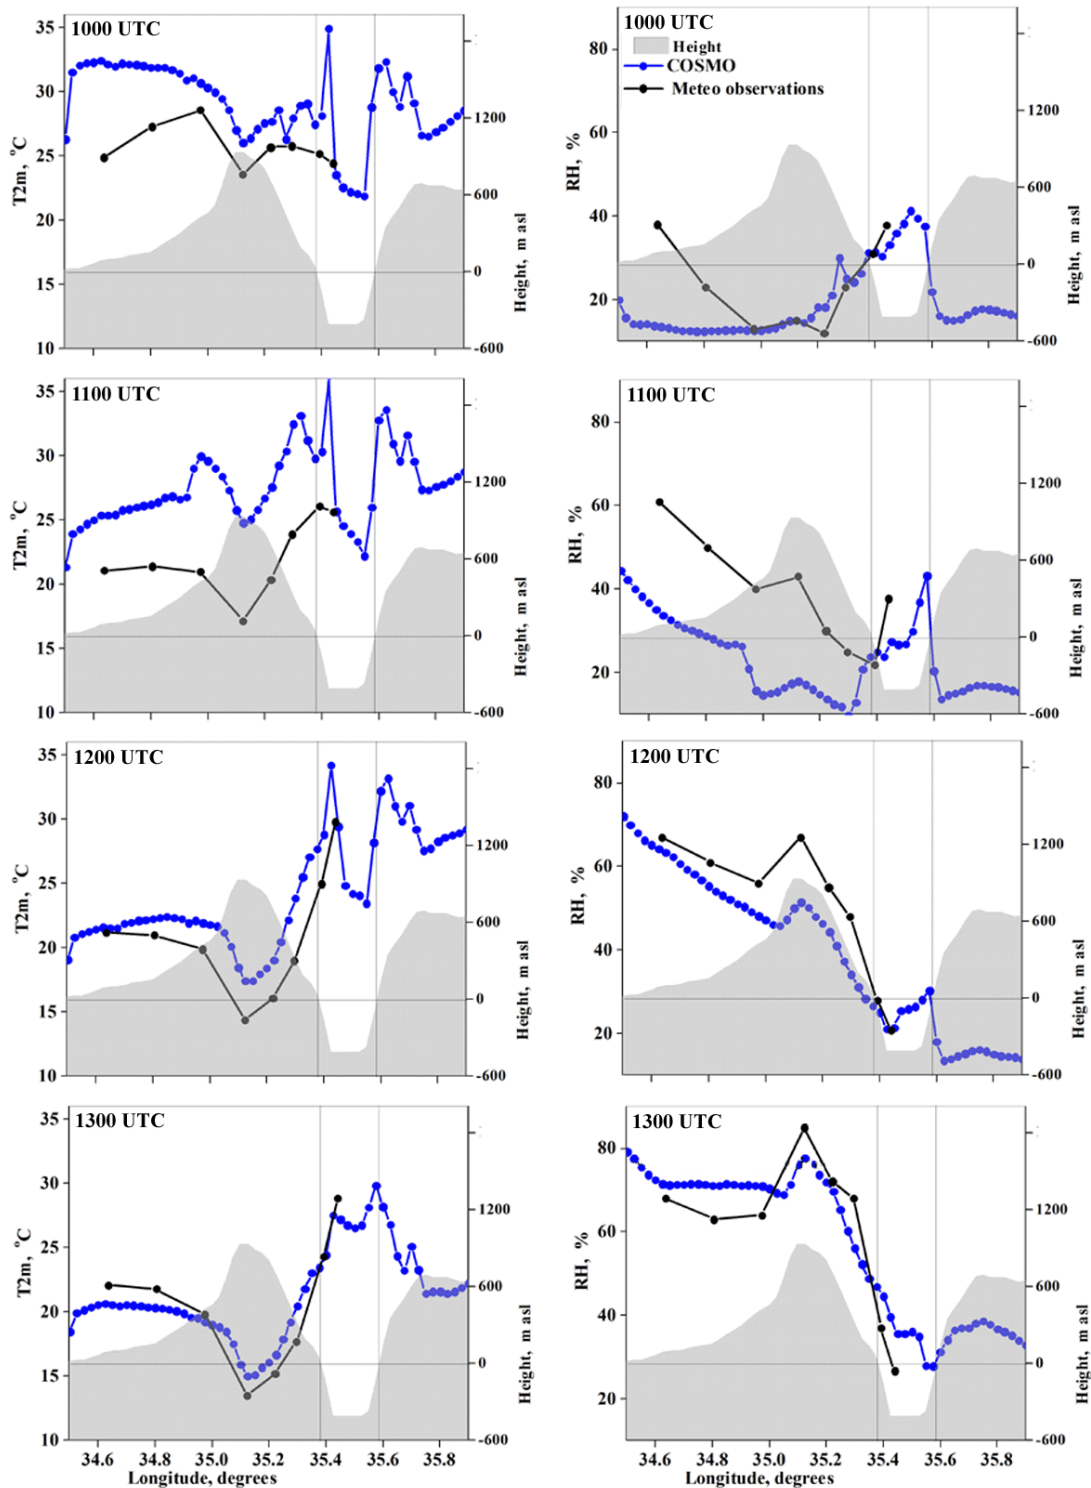 1000 UTC
35
30
25
20
15
10
T2m, °C
1200
600
0
-600
Height, m asl
1000 UTC
Height
COSMO
Meteo observations
80
60
40
20
RH, %
1200
600
0
-600
Height, m asl
1100 UTC
35
30
25
20
15
10
T2m, °C
1200
600
0
-600
Height, m asl
1100 UTC
80
60
40
20
RH, %
1200
600
0
-600
Height, m asl
1200 UTC
35
30
25
20
15
10
T2m, °C
1200
600
0
-600
Height, m asl
1200 UTC
80
60
40
20
RH, %
1200
600
0
-600
Height, m asl
1300 UTC
35
30
25
20
15
10
T2m, °C
1200
600
0
-600
Height, m asl
34.6 34.8 35.0 35.2 35.4 35.6 35.8
Longitude, degrees
1300 UTC
80
60
40
20
RH, %
1200
600
0
-600
Height, m asl
34.6 34.8 35.0 35.2 35.4 35.6 35.8
Longitude, degrees